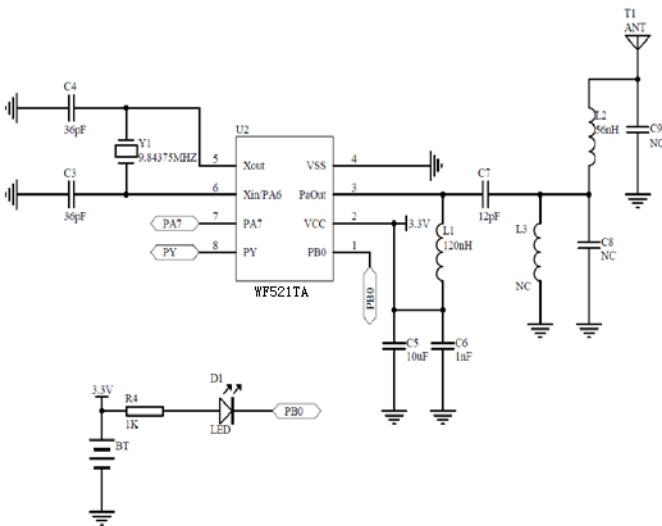 T1
ANT
C4
36pF
Y1
9.84375MHZ
C3
36pF
U2
5
Xout
VSS
4
6
Xin/PA6
PaOut
3
PA7
7
PA7
VCC
2
3.3V
PY
8
PY
PB0
1
WF521TA
PB0
C7
12pF
L1
120nH
L2
56nH
C9
NC
L3
NC
C8
NC
C5
10uF
C6
1nF
3.3V
R4
1K
D1
LED
PB0
BT